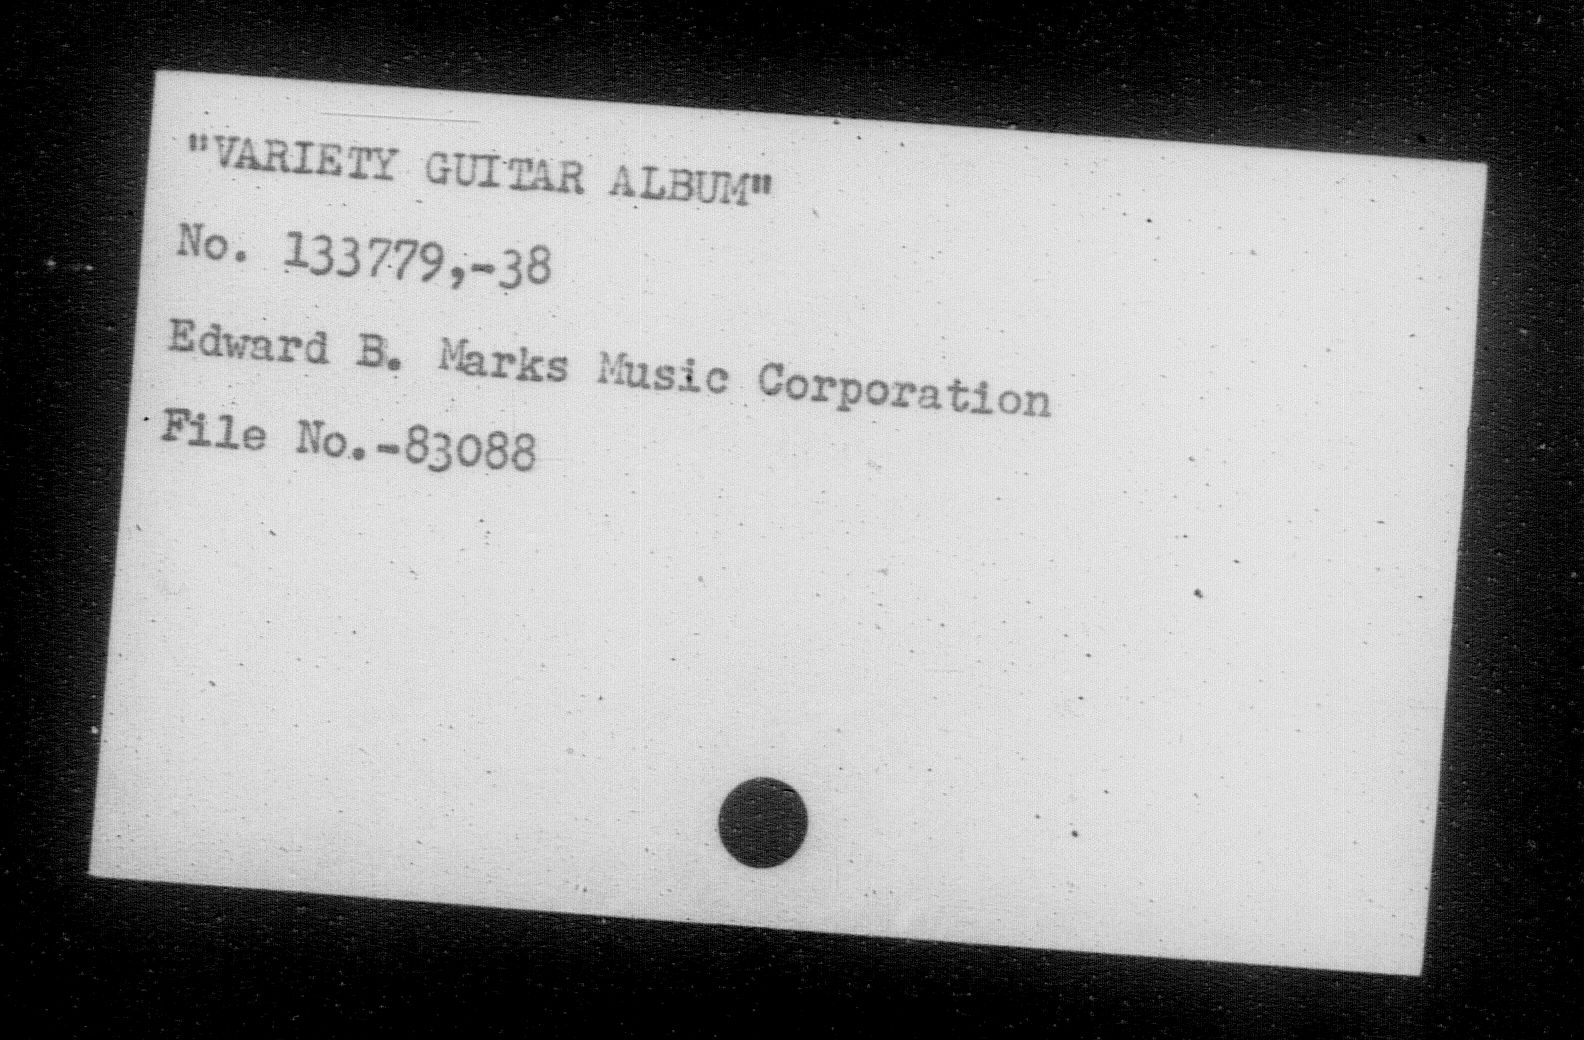 "VARIETY GUITAR ALBUM"
No. 133779,-38
Edward B. Marks Music Corporation
File No.-83088